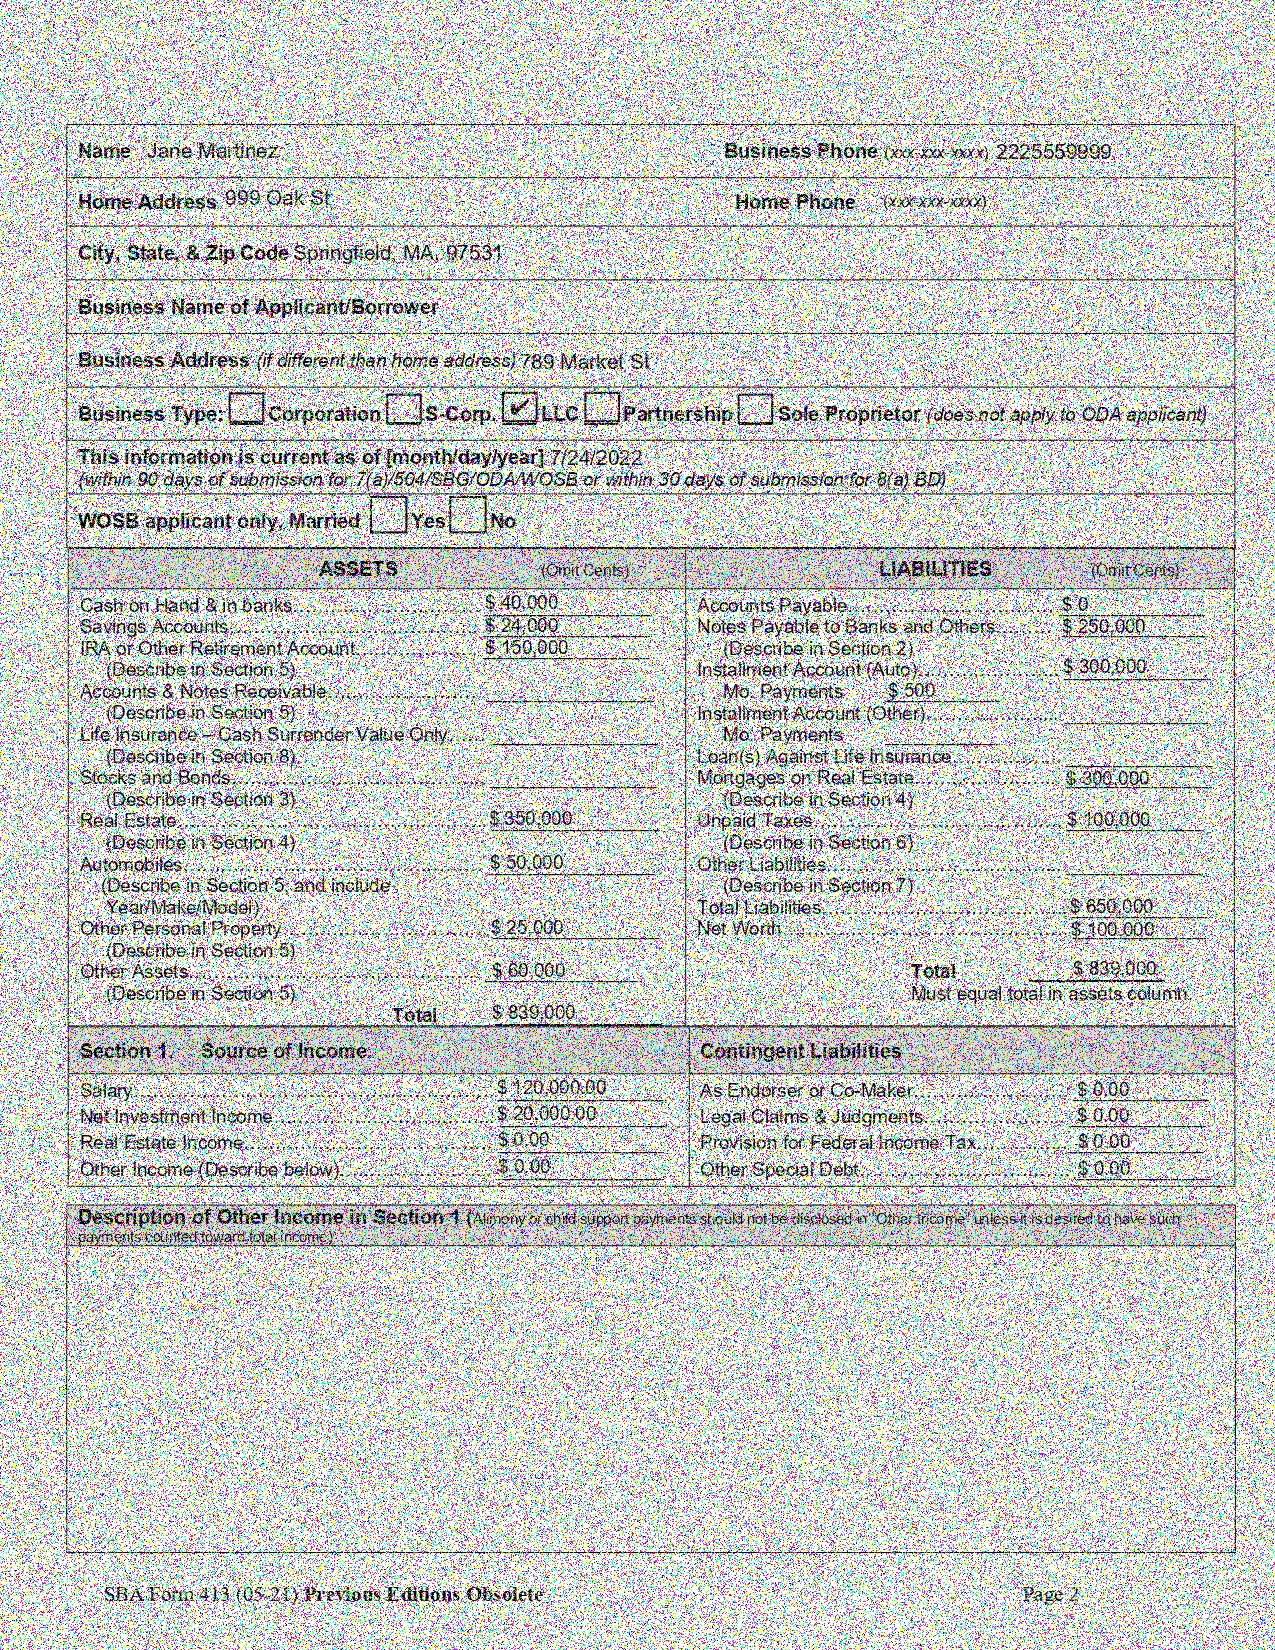 Name Jane Martinez Business Phone (xxx-xxx-xxxx) 2225559999
Home Address 999 Oak St Home Phone (xxx-xxx-xxxx)
City, State, & Zip Code Springfield, MA, 97531
Business Name of Applicant/Borrower
Business Address (if different than home address) 789 Market St
Business Type: Corporation S-Corp. ✔ LLC Partnership Sole Proprietor (does not apply to ODA applicant)
This information is current as of [month/day/year] 7/24/2022
(within 90 days of submission for 7(a)/504/SBG/ODA/WOSB or within 30 days of submission for 8(a) BD)
WOSB applicant only, Married Yes No
ASSETS (Omit Cents) LIABILITIES (Omit Cents)
Cash on Hand & in banks $ 40,000 Accounts Payable $ 0
Savings Accounts $ 24,000 Notes Payable to Banks and Others $ 250,000
IRA or Other Retirement Account $ 150,000 (Describe in Section 2)
(Describe in Section 5) Installment Account (Auto) $ 300,000
Accounts & Notes Receivable Mo. Payments $ 500
(Describe in Section 5) Installment Account (Other)
Life Insurance – Cash Surrender Value Only Mo. Payments
(Describe in Section 8) Loan(s) Against Life Insurance
Stocks and Bonds Mortgages on Real Estate $ 300,000
(Describe in Section 3) (Describe in Section 4)
Real Estate $ 350,000 Unpaid Taxes $ 100,000
(Describe in Section 4) (Describe in Section 6)
Automobiles $ 50,000 Other Liabilities
(Describe in Section 5, and include (Describe in Section 7)
Year/Make/Model) Total Liabilities $ 650,000
Other Personal Property $ 25,000 Net Worth $ 100,000
(Describe in Section 5)
Other Assets $ 60,000 Total $ 839,000
(Describe in Section 5) Must equal total in assets column.
Total $ 839,000
Section 1. Source of Income. Contingent Liabilities
Salary $ 120,000.00 As Endorser or Co-Maker $ 0.00
Net Investment Income $ 20,000.00 Legal Claims & Judgments $ 0.00
Real Estate Income $ 0.00 Provision for Federal Income Tax $ 0.00
Other Income (Describe below) $ 0.00 Other Special Debt $ 0.00
Description of Other Income in Section 1 (Alimony or child support payments should not be disclosed in "Other Income" unless it is desired to have such
payments counted toward total income.)
SBA Form 413 (05-21) Previous Editions Obsolete Page 2